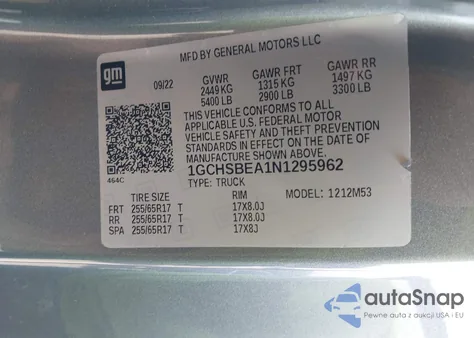 MFD BY GENERAL MOTORS LLC
gm
09/22
GVWR
2449 KG
5400 LB
GAWR FRT
1315 KG
2900 LB
GAWR RR
1497 KG
3300 LB
THIS VEHICLE CONFORMS TO ALL
APPLICABLE U.S. FEDERAL MOTOR
VEHICLE SAFETY AND THEFT PREVENTION
STANDARDS IN EFFECT ON THE DATE OF
MANUFACTURE SHOWN ABOVE.
464C
1GCHSBEA1N1295962
TYPE: TRUCK
MODEL: 1212M53
TIRE SIZE RIM
FRT 255/65R17 T 17X8.0J
RR 255/65R17 T 17X8.0J
SPA 255/65R17 T 17X8J
autoSnap
Pewne auta z aukcji USA i EU